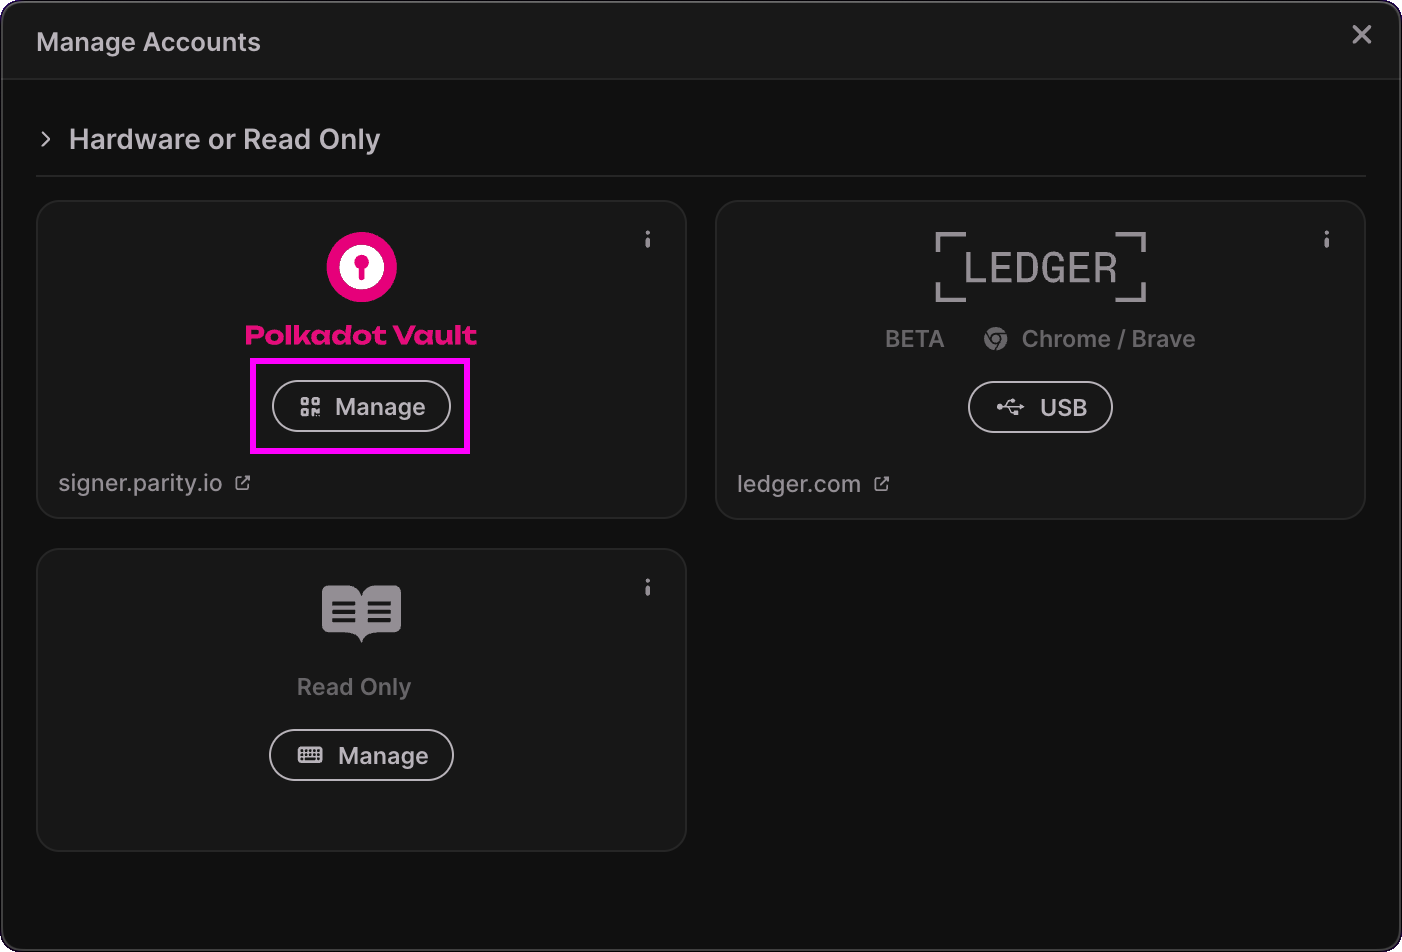 Manage Accounts
Hardware or Read Only
Polkadot Vault
Manage
signer.parity.io
LEDGER
BETA Chrome / Brave
USB
ledger.com
Read Only
Manage